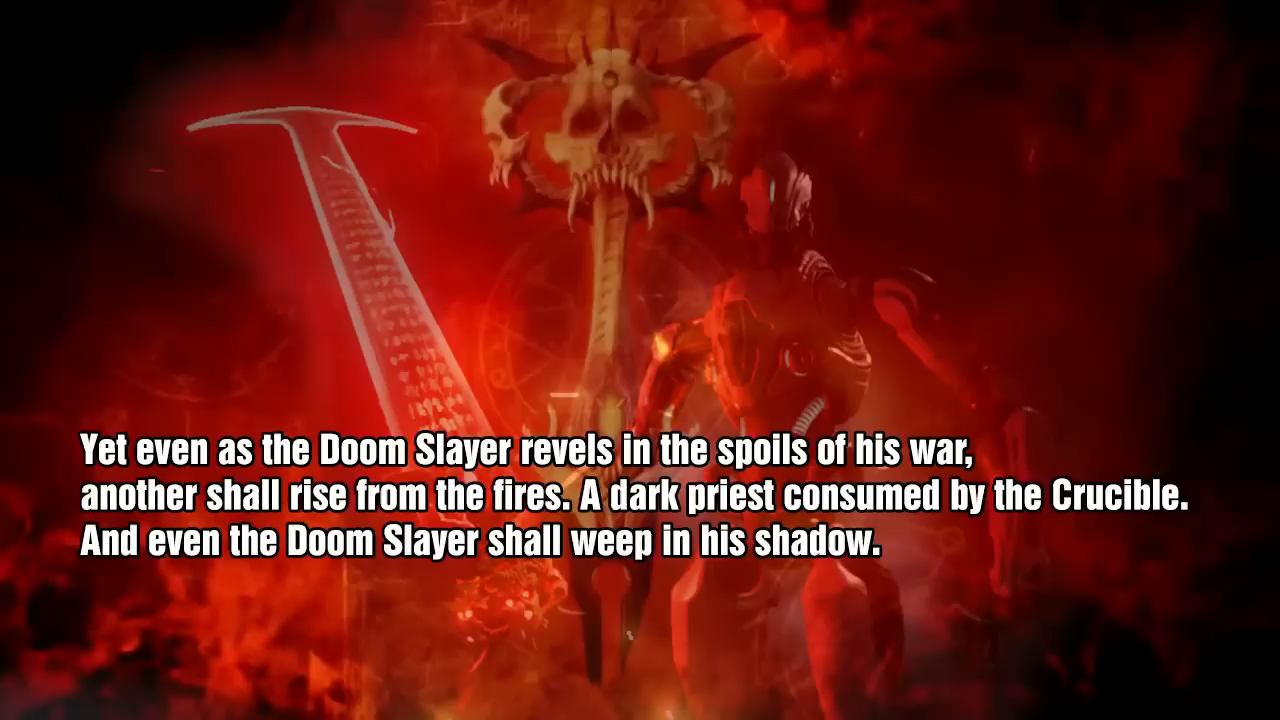 Yet even as the Doom Slayer revels in the spoils of his war,
another shall rise from the fires. A dark priest consumed by the Crucible.
And even the Doom Slayer shall weep in his shadow.